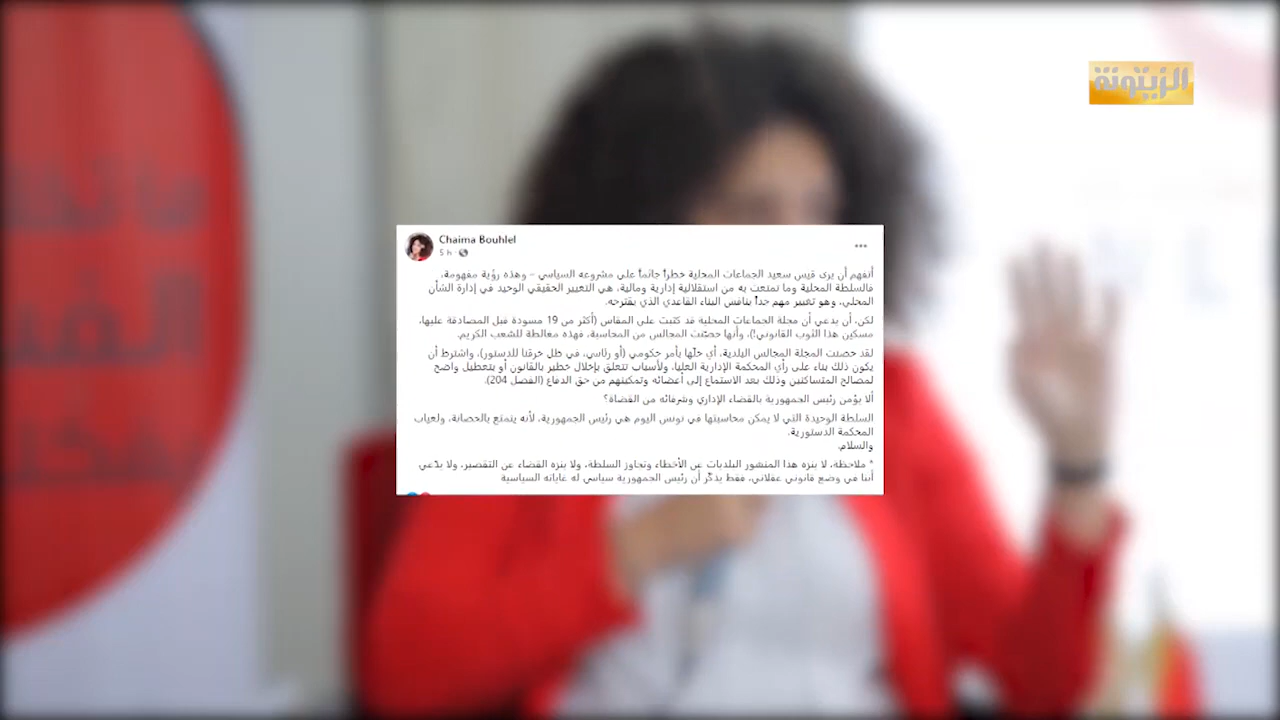 الزيتونة
Chaima Bouhlel
5 h
أتفهم أن يرى قيس سعيد الجماعات المحلية خطراً جاثماً على مشروعه السياسي - وهذه رؤية مفهومة،
فالسلطة المحلية وما تمتعت به من استقلالية إدارية ومالية، هي التغيير الحقيقي الوحيد في إدارة الشأن
المحلي، وهو تغيير مهم جداً ينافس البناء القاعدي الذي يقترحه.
لكن، أن يدعي أن مجلة الجماعات المحلية قد كتبت على المقاس (أكثر من 19 مسودة قبل المصادقة عليها،
مسكين هذا الثوب القانوني!)، وأنها حصّنت المجالس من المحاسبة، فهذه مغالطة للشعب الكريم.
لقد حصنت المجلة المجالس البلدية، أي حلّها بأمر حكومي (أو رئاسي، في ظل خرقنا للدستور)، واشترط أن
يكون ذلك بناء على رأي المحكمة الإدارية العليا، ولأسباب تتعلق بإخلال خطير بالقانون أو بتعطيل واضح
لمصالح المتساكنين وذلك بعد الاستماع إلى أعضائه وتمكينهم من حق الدفاع (الفصل 204).
ألا يؤمن رئيس الجمهورية بالقضاء الإداري وشرفائه من القضاة؟
السلطة الوحيدة التي لا يمكن محاسبتها في تونس اليوم هي رئيس الجمهورية، لأنه يتمتع بالحصانة، ولغياب
المحكمة الدستورية.
والسلام.
* ملاحظة، لا ينزه هذا المنشور البلديات عن الأخطاء وتجاوز السلطة، ولا ينزه القضاء عن التقصير، ولا يدّعي
أننا في وضع قانوني عقلاني، فقط يذكّر أن رئيس الجمهورية سياسي له غاياته السياسية